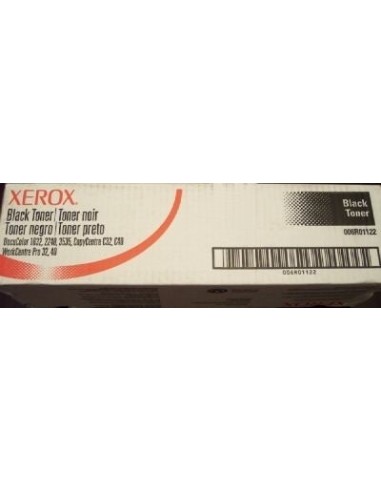 XEROX
Black Toner | Toner noir
Toner negro | Toner preto
DocuColor 1632, 2240, 3535, CopyCentre C32, C40
WorkCentre Pro 32, 40
Black
Toner
006R01122
006R01122
XEROX